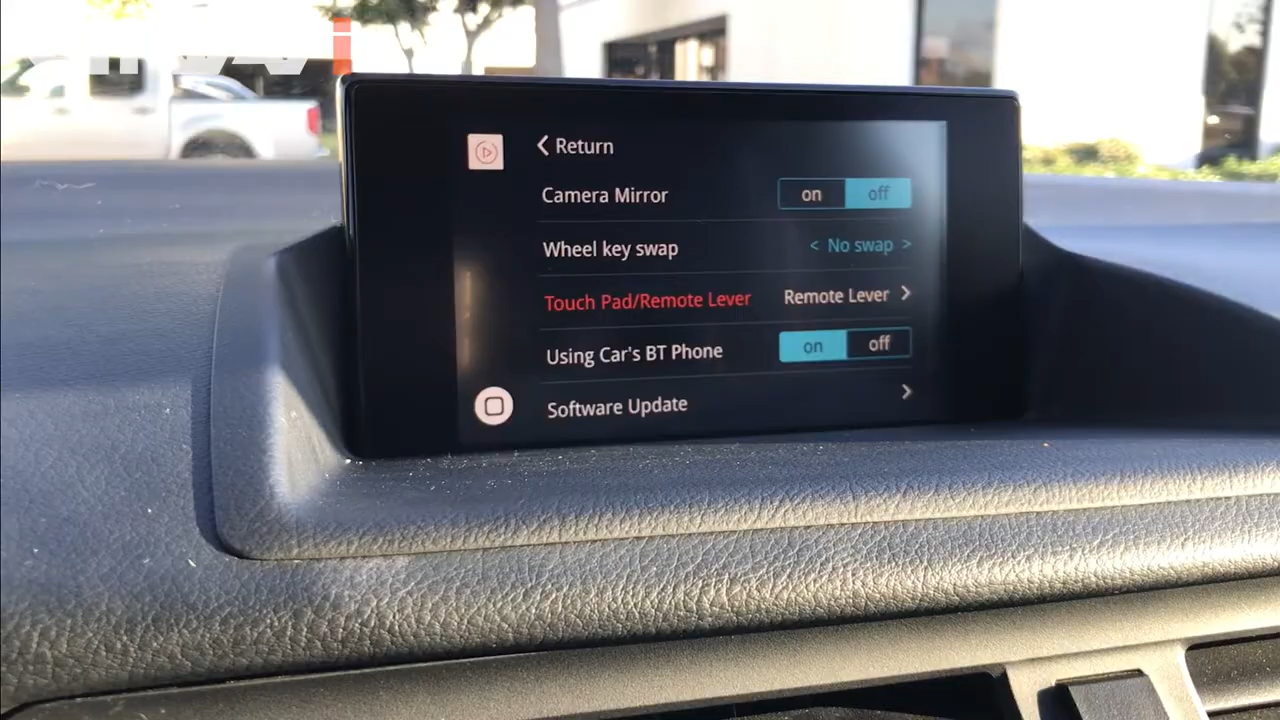 Return
Camera Mirror on off
Wheel key swap < No swap >
Touch Pad/Remote Lever Remote Lever >
Using Car's BT Phone on off
Software Update >